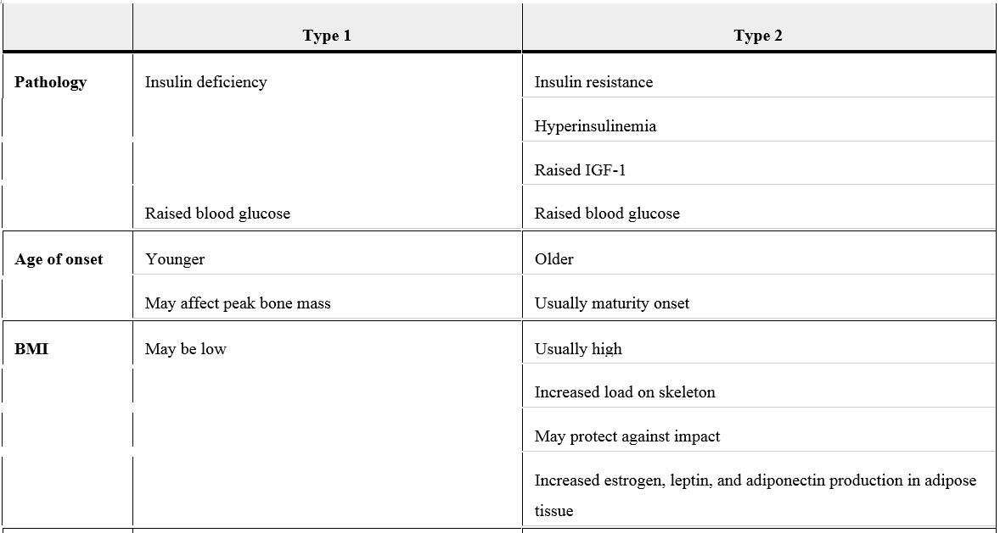 Type 1 Type 2
Pathology Insulin deficiency Insulin resistance
Hyperinsulinemia
Raised IGF-1
Raised blood glucose Raised blood glucose
Age of onset Younger Older
May affect peak bone mass Usually maturity onset
BMI May be low Usually high
Increased load on skeleton
May protect against impact
Increased estrogen, leptin, and adiponectin production in adipose
tissue